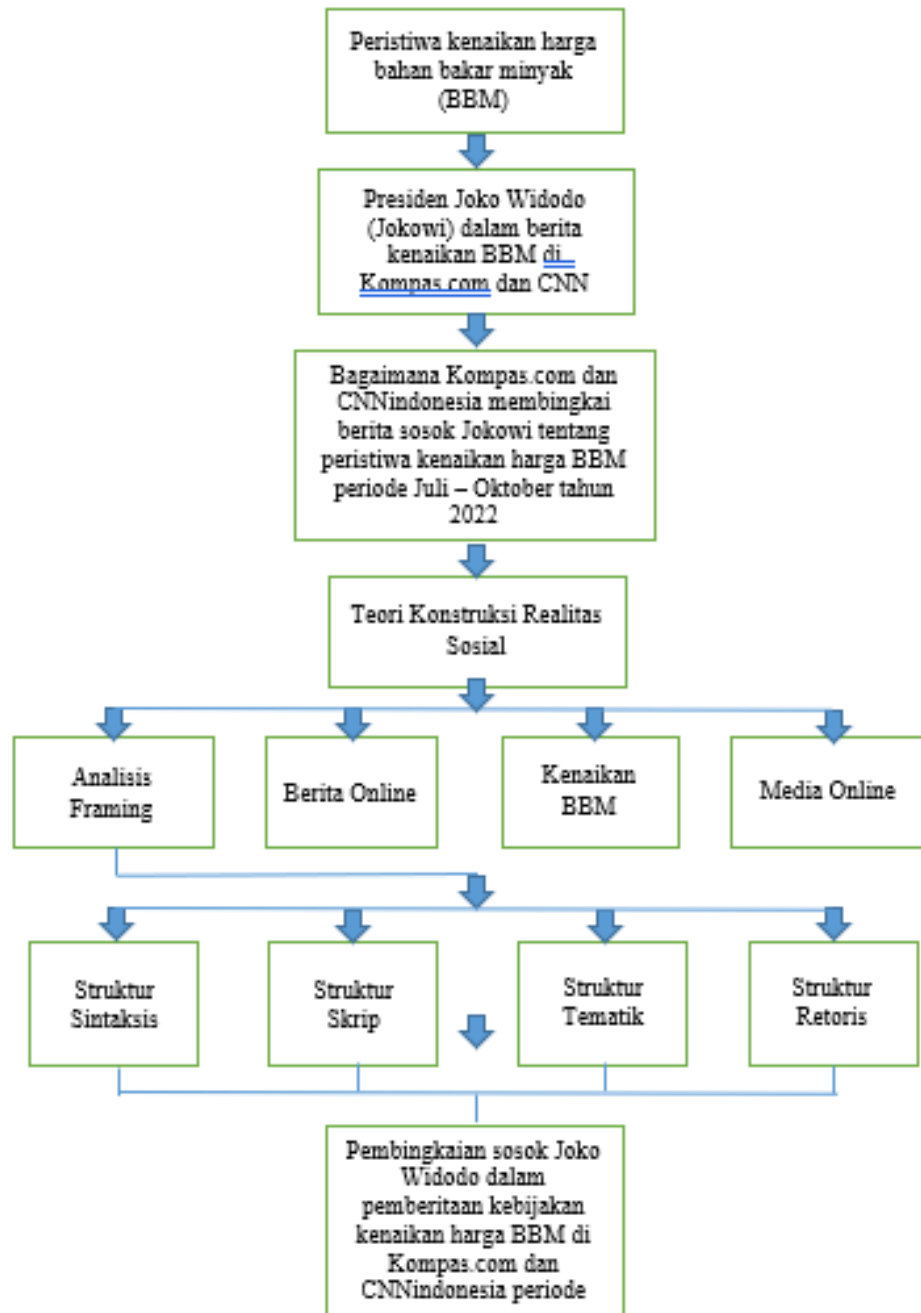 Peristiwa kenaikan harga
bahan bakar minyak
(BBM)
Presiden Joko Widodo
(Jokowi) dalam berita
kenaikan BBM di
Kompas.com dan CNN
Bagaimana Kompas.com dan
CNNindonesia membingkai
berita sosok Jokowi tentang
peristiwa kenaikan harga BBM
periode Juli – Oktober tahun
2022
Teori Konstruksi Realitas
Sosial
Analisis
Framing
Berita Online
Kenaikan
BBM
Media Online
Struktur
Sintaksis
Struktur
Skrip
Struktur
Tematik
Struktur
Retoris
Pembingkaian sosok Joko
Widodo dalam
pemberitaan kebijakan
kenaikan harga BBM di
Kompas.com dan
CNNindonesia periode